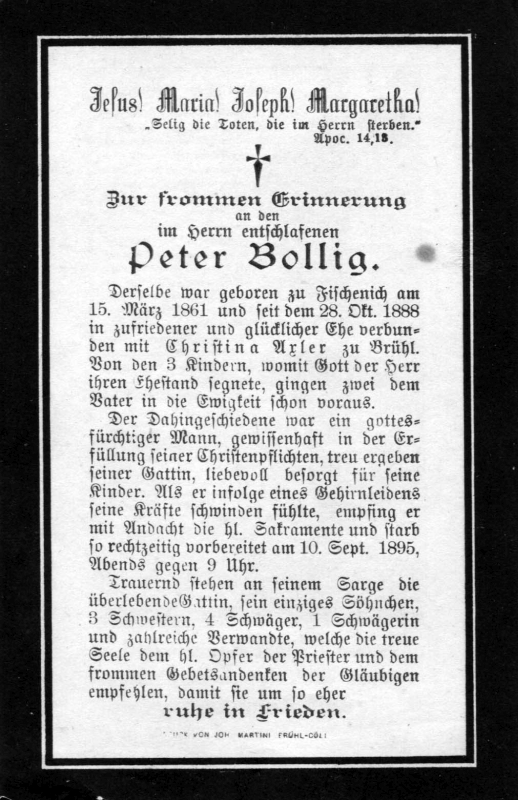 Jesus! Maria! Joseph! Margaretha!
„Selig die Toten, die im Herrn sterben.“
Apoc. 14,13.
Zur frommen Erinnerung
an den
im Herrn entschlafenen
Peter Bollig.
Derselbe war geboren zu Fischenich am
15. März 1861 und seit dem 28. Okt. 1888
in zufriedener und glücklicher Ehe verbun-
den mit Christina Axler zu Brühl.
Von den 3 Kindern, womit Gott der Herr
ihren Ehestand segnete, gingen zwei dem
Vater in die Ewigkeit schon voraus.
Der Dahingeschiedene war ein gottes-
fürchtiger Mann, gewissenhaft in der Er-
füllung seiner Christenpflichten, treu ergeben
seiner Gattin, liebevoll besorgt für seine
Kinder. Als er infolge eines Gehirnleidens
seine Kräfte schwinden fühlte, empfing er
mit Andacht die hl. Sakramente und starb
so rechtzeitig vorbereitet am 10. Sept. 1895,
Abends gegen 9 Uhr.
Trauernd stehen an seinem Sarge die
überlebende Gattin, sein einziges Söhnchen,
3 Schwestern, 4 Schwäger, 1 Schwägerin
und zahlreiche Verwandte, welche die treue
Seele dem hl. Opfer der Priester und dem
frommen Gebetsandenken der Gläubigen
empfehlen, damit sie um so eher
ruhe in Frieden.
VON JOH. MARTINI